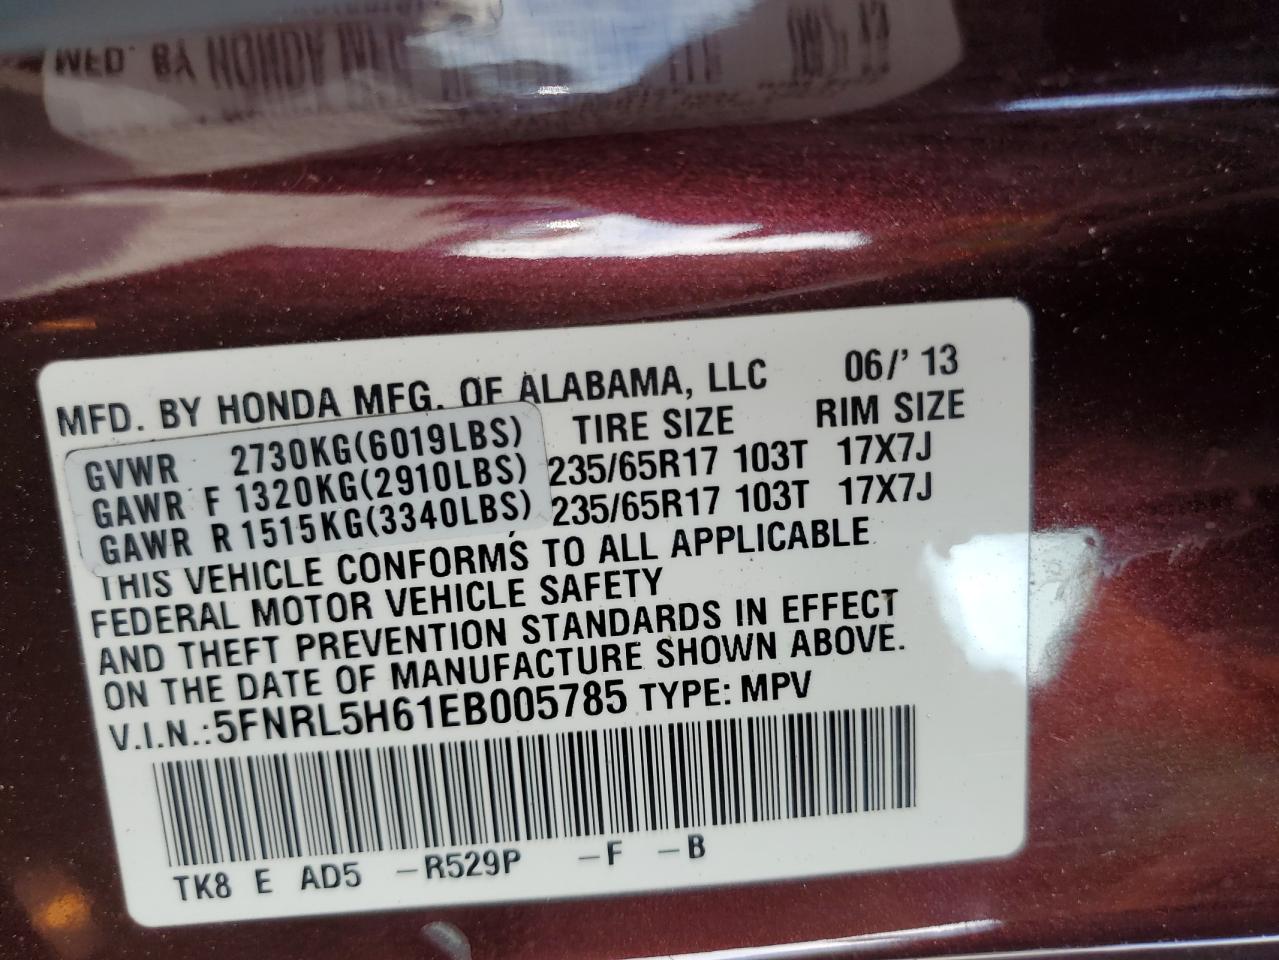 MFD. BY HONDA MFG. OF ALABAMA, LLC 06/'13
TIRE SIZE RIM SIZE
GVWR 2730KG(6019LBS)
GAWR F 1320KG(2910LBS) 235/65R17 103T 17X7J
GAWR R 1515KG(3340LBS) 235/65R17 103T 17X7J
THIS VEHICLE CONFORMS TO ALL APPLICABLE
FEDERAL MOTOR VEHICLE SAFETY
AND THEFT PREVENTION STANDARDS IN EFFECT
ON THE DATE OF MANUFACTURE SHOWN ABOVE.
V.I.N.:5FNRL5H61EB005785 TYPE: MPV
TK8 E AD5 –R529P –F –B